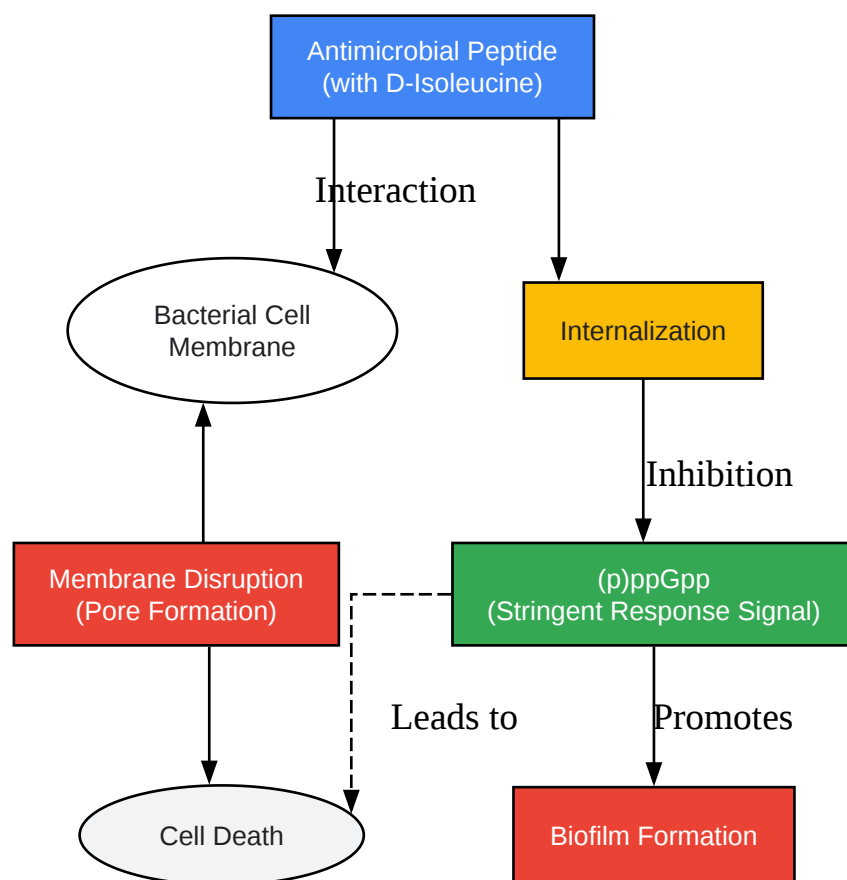 Antimicrobial Peptide
(with D-Isoleucine)
Interaction
Bacterial Cell
Membrane
Internalization
Inhibition
Membrane Disruption
(Pore Formation)
(p)ppGpp
(Stringent Response Signal)
Leads to
Promotes
Cell Death
Biofilm Formation